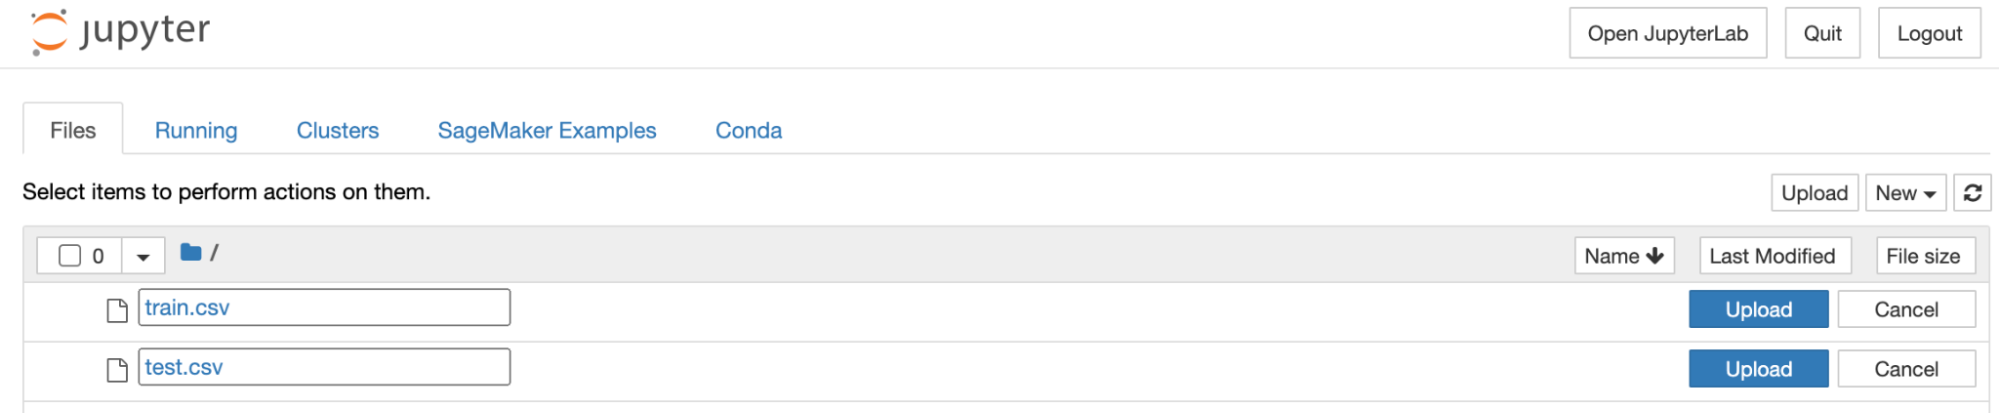 jupyter
Open JupyterLab Quit Logout
Files Running Clusters SageMaker Examples Conda
Select items to perform actions on them.
Upload New
0 / Name Last Modified File size
train.csv Upload Cancel
test.csv Upload Cancel